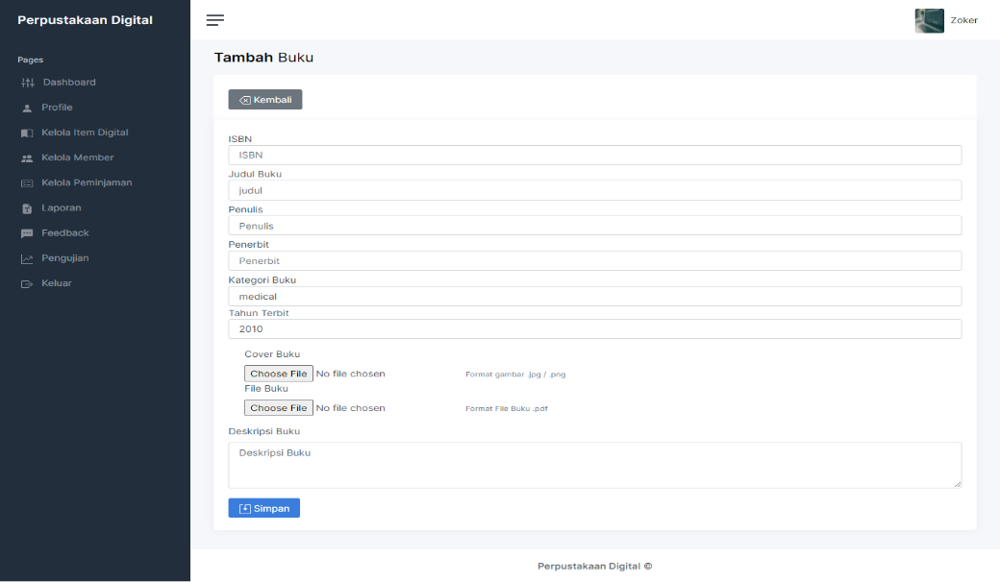 Perpustakaan Digital
Zoker
Pages
Dashboard
Profile
Kelola Item Digital
Kelola Member
Kelola Peminjaman
Laporan
Feedback
Pengujian
Keluar
Tambah Buku
Kembali
ISBN
ISBN
Judul Buku
judul
Penulis
Penulis
Penerbit
Penerbit
Kategori Buku
medical
Tahun Terbit
2010
Cover Buku
Choose File No file chosen Format gambar .jpg / .png
File Buku
Choose File No file chosen Format File Buku .pdf
Deskripsi Buku
Deskripsi Buku
Simpan
Perpustakaan Digital ©